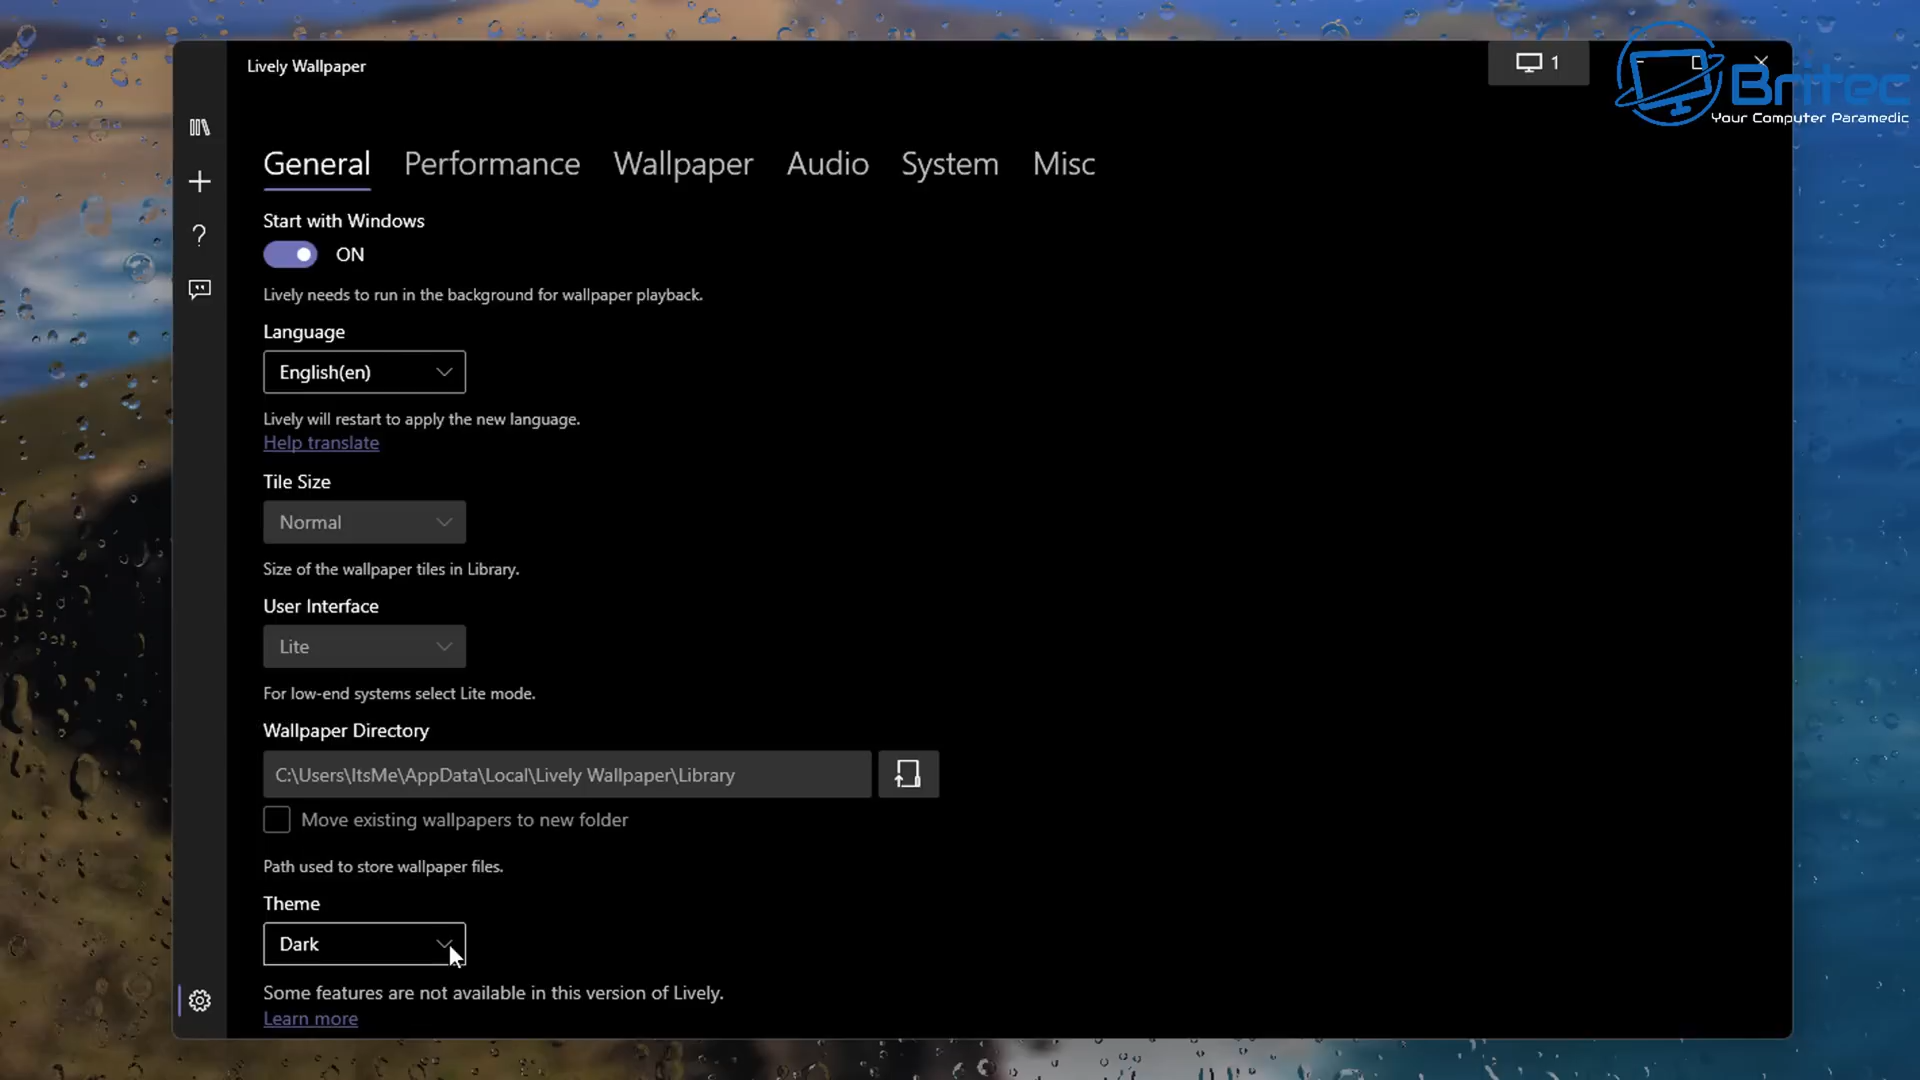 Lively Wallpaper
1
Britec
Your Computer Paramedic
General Performance Wallpaper Audio System Misc
Start with Windows
ON
Lively needs to run in the background for wallpaper playback.
Language
English(en)
Lively will restart to apply the new language.
Help translate
Tile Size
Normal
Size of the wallpaper tiles in Library.
User Interface
Lite
For low-end systems select Lite mode.
Wallpaper Directory
C:\Users\ItsMe\AppData\Local\Lively Wallpaper\Library
Move existing wallpapers to new folder
Path used to store wallpaper files.
Theme
Dark
Some features are not available in this version of Lively.
Learn more